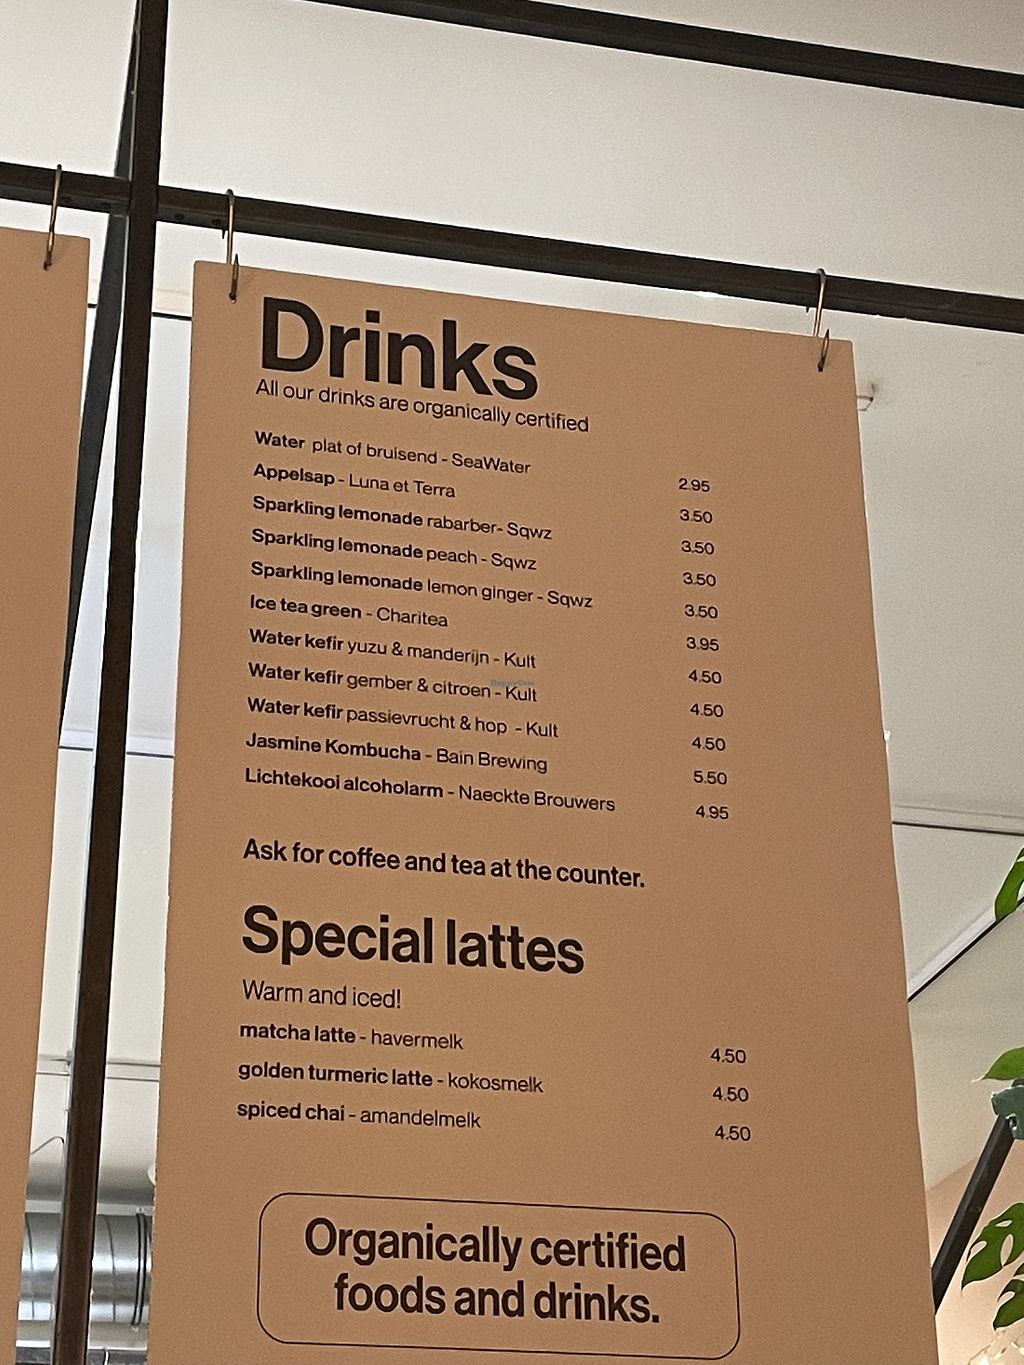 Drinks
All our drinks are organically certified
Water plat of bruisend - SeaWater 2.95
Appelsap - Luna et Terra 3.50
Sparkling lemonade rabarber- Sqwz 3.50
Sparkling lemonade peach - Sqwz 3.50
Sparkling lemonade lemon ginger - Sqwz 3.50
Ice tea green - Charitea 3.95
Water kefir yuzu & manderijn - Kult 4.50
Water kefir gember & citroen - Kult 4.50
HappyCow
Water kefir passievrucht & hop - Kult 4.50
Jasmine Kombucha - Bain Brewing 5.50
Lichtekooi alcoholarm - Naeckte Brouwers 4.95
Ask for coffee and tea at the counter.
Special lattes
Warm and iced!
matcha latte - havermelk 4.50
golden turmeric latte - kokosmelk 4.50
spiced chai - amandelmelk 4.50
Organically certified
foods and drinks.